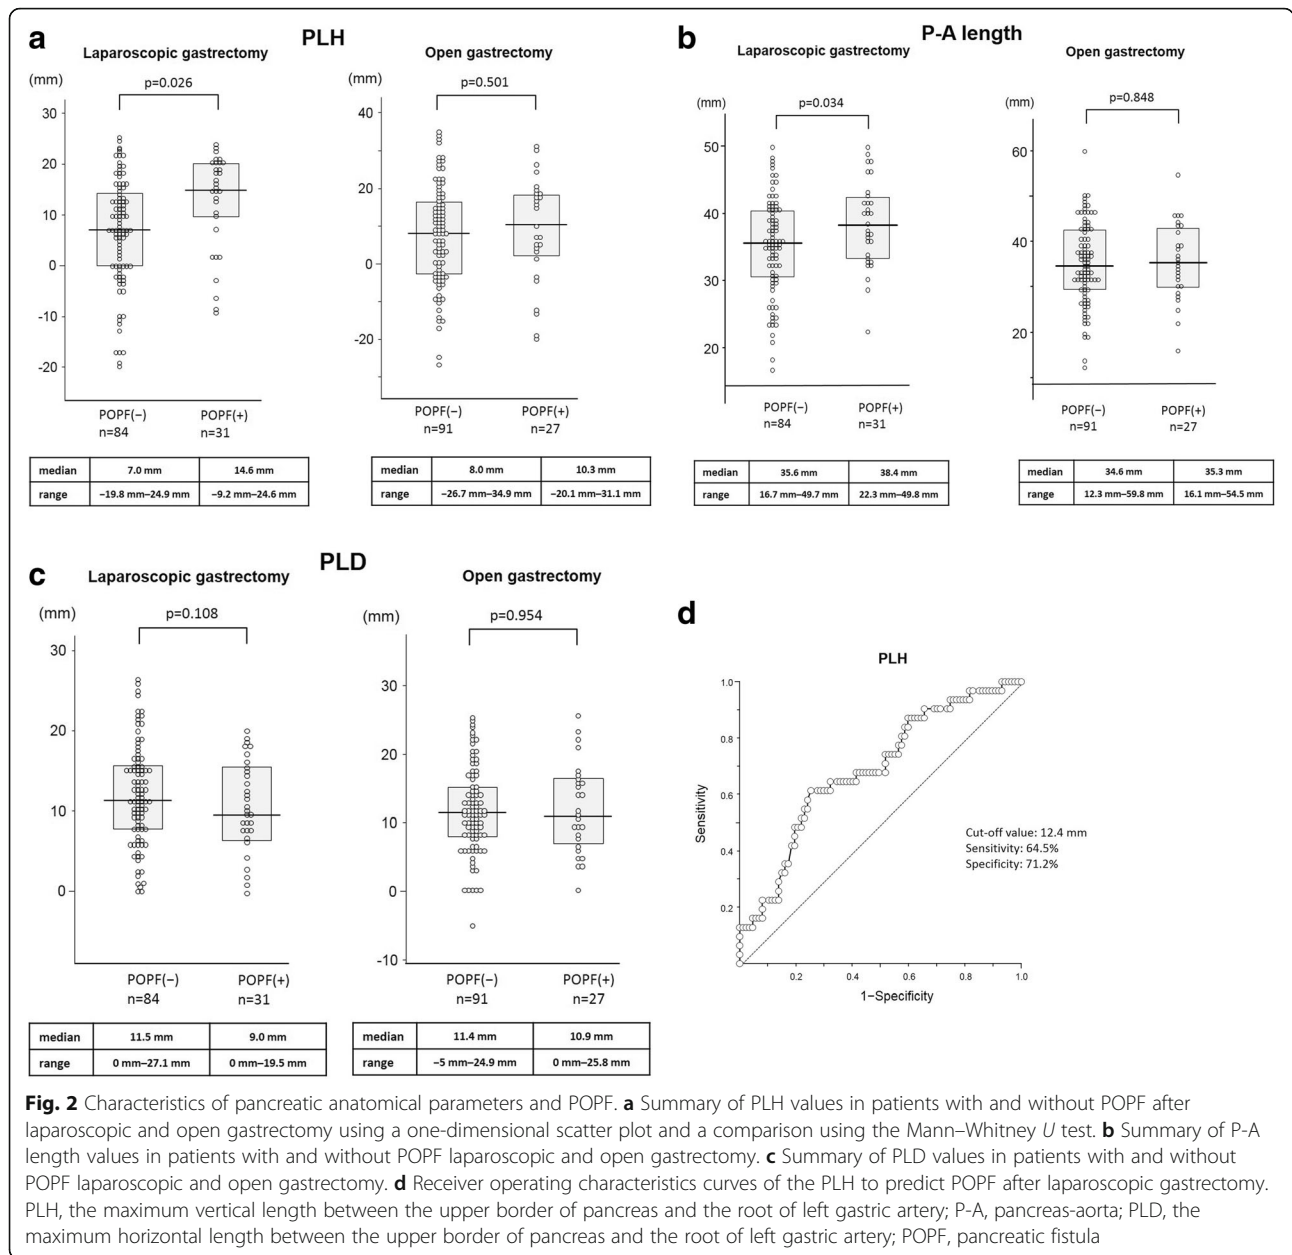 a
PLH
Laparoscopic gastrectomy
Open gastrectomy
(mm)
p=0.026
30
20
10
0
-10
-20
POPF(−)
n=84
POPF(+)
n=31
(mm)
p=0.501
40
20
0
-20
POPF(−)
n=91
POPF(+)
n=27
median 7.0 mm 14.6 mm
range −19.8 mm–24.9 mm −9.2 mm–24.6 mm
median 8.0 mm 10.3 mm
range −26.7 mm–34.9 mm −20.1 mm–31.1 mm
b
P-A length
Laparoscopic gastrectomy
Open gastrectomy
(mm)
p=0.034
50
40
30
20
POPF(−)
n=84
POPF(+)
n=31
(mm)
p=0.848
60
40
20
POPF(−)
n=91
POPF(+)
n=27
median 35.6 mm 38.4 mm
range 16.7 mm–49.7 mm 22.3 mm–49.8 mm
median 34.6 mm 35.3 mm
range 12.3 mm–59.8 mm 16.1 mm–54.5 mm
c
PLD
Laparoscopic gastrectomy
Open gastrectomy
(mm)
p=0.108
30
20
10
0
POPF(−)
n=84
POPF(+)
n=31
(mm)
p=0.954
30
20
10
0
-10
POPF(−)
n=91
POPF(+)
n=27
median 11.5 mm 9.0 mm
range 0 mm–27.1 mm 0 mm–19.5 mm
median 11.4 mm 10.9 mm
range −5 mm–24.9 mm 0 mm–25.8 mm
d
PLH
Sensitivity
1.0
0.8
0.6
0.4
0.2
Cut-off value: 12.4 mm
Sensitivity: 64.5%
Specificity: 71.2%
0.2 0.4 0.6 0.8 1.0
1−Specificity
Fig. 2 Characteristics of pancreatic anatomical parameters and POPF. a Summary of PLH values in patients with and without POPF after
laparoscopic and open gastrectomy using a one-dimensional scatter plot and a comparison using the Mann–Whitney U test. b Summary of P-A
length values in patients with and without POPF laparoscopic and open gastrectomy. c Summary of PLD values in patients with and without
POPF laparoscopic and open gastrectomy. d Receiver operating characteristics curves of the PLH to predict POPF after laparoscopic gastrectomy.
PLH, the maximum vertical length between the upper border of pancreas and the root of left gastric artery; P-A, pancreas-aorta; PLD, the
maximum horizontal length between the upper border of pancreas and the root of left gastric artery; POPF, pancreatic fistula